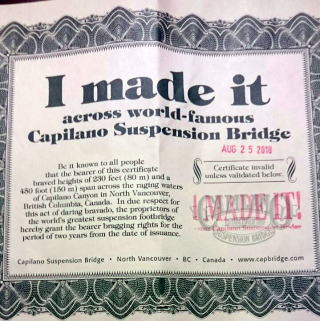 I made it
across world-famous
Capilano Suspension Bridge
AUG 25 2018
Be it known to all people
that the bearer of this certificate
braved heights of 230 feet (80 m) and a
450 foot (150 m) span across the raging waters
of Capilano Canyon in North Vancouver,
British Columbia, Canada. In due respect for
this act of daring bravado, the proprietors of
the world's greatest suspension footbridge
hereby grant the bearer bragging rights for the
period of two years from the date of issuance.
Certificate invalid
unless validated below.
I MADE IT!
Capilano Suspension Bridge
SUSPENSION BRIDGE
Capilano Suspension Bridge • North Vancouver • BC • Canada • www.capbridge.com